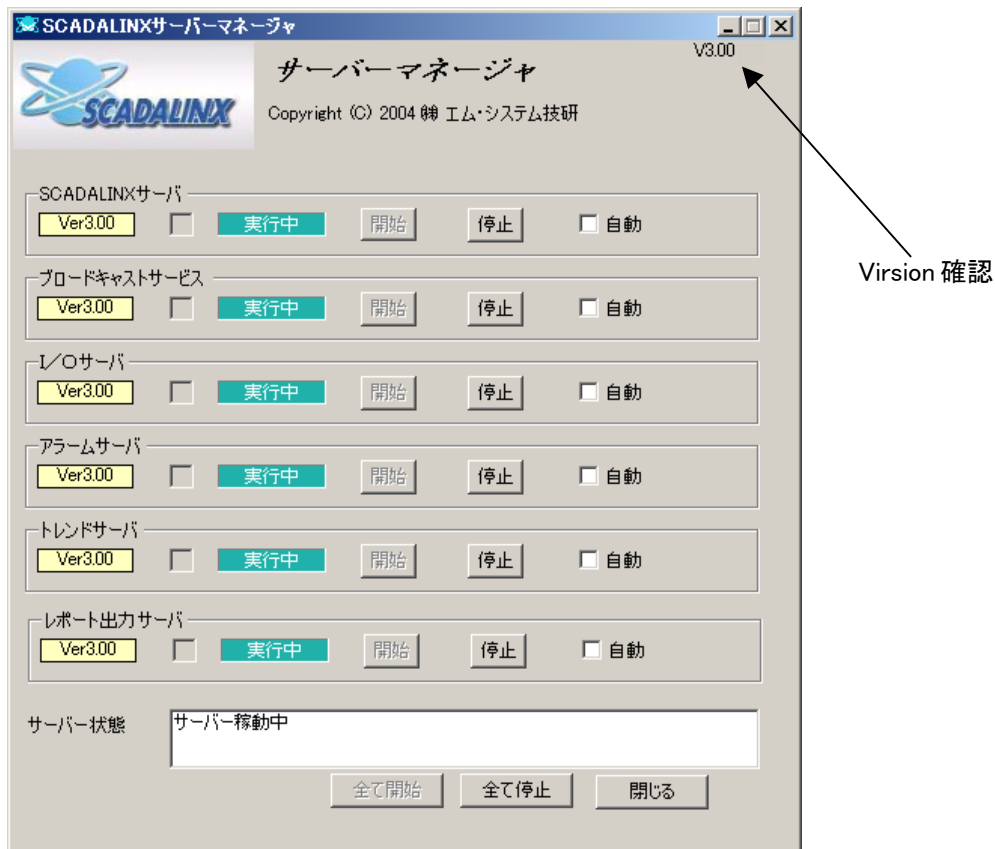 SCADALINXサーバーマネージャ
V3.00
サーバーマネージャ
SCADALINX
Copyright (C) 2004 ㈱ エム・システム技研
SCADALINXサーバ
Ver3.00 実行中 開始 停止 自動
Virsion 確認
ブロードキャストサービス
Ver3.00 実行中 開始 停止 自動
I/Oサーバ
Ver3.00 実行中 開始 停止 自動
アラームサーバ
Ver3.00 実行中 開始 停止 自動
トレンドサーバ
Ver3.00 実行中 開始 停止 自動
レポート出力サーバ
Ver3.00 実行中 開始 停止 自動
サーバー状態 サーバー稼動中
全て開始 全て停止 閉じる